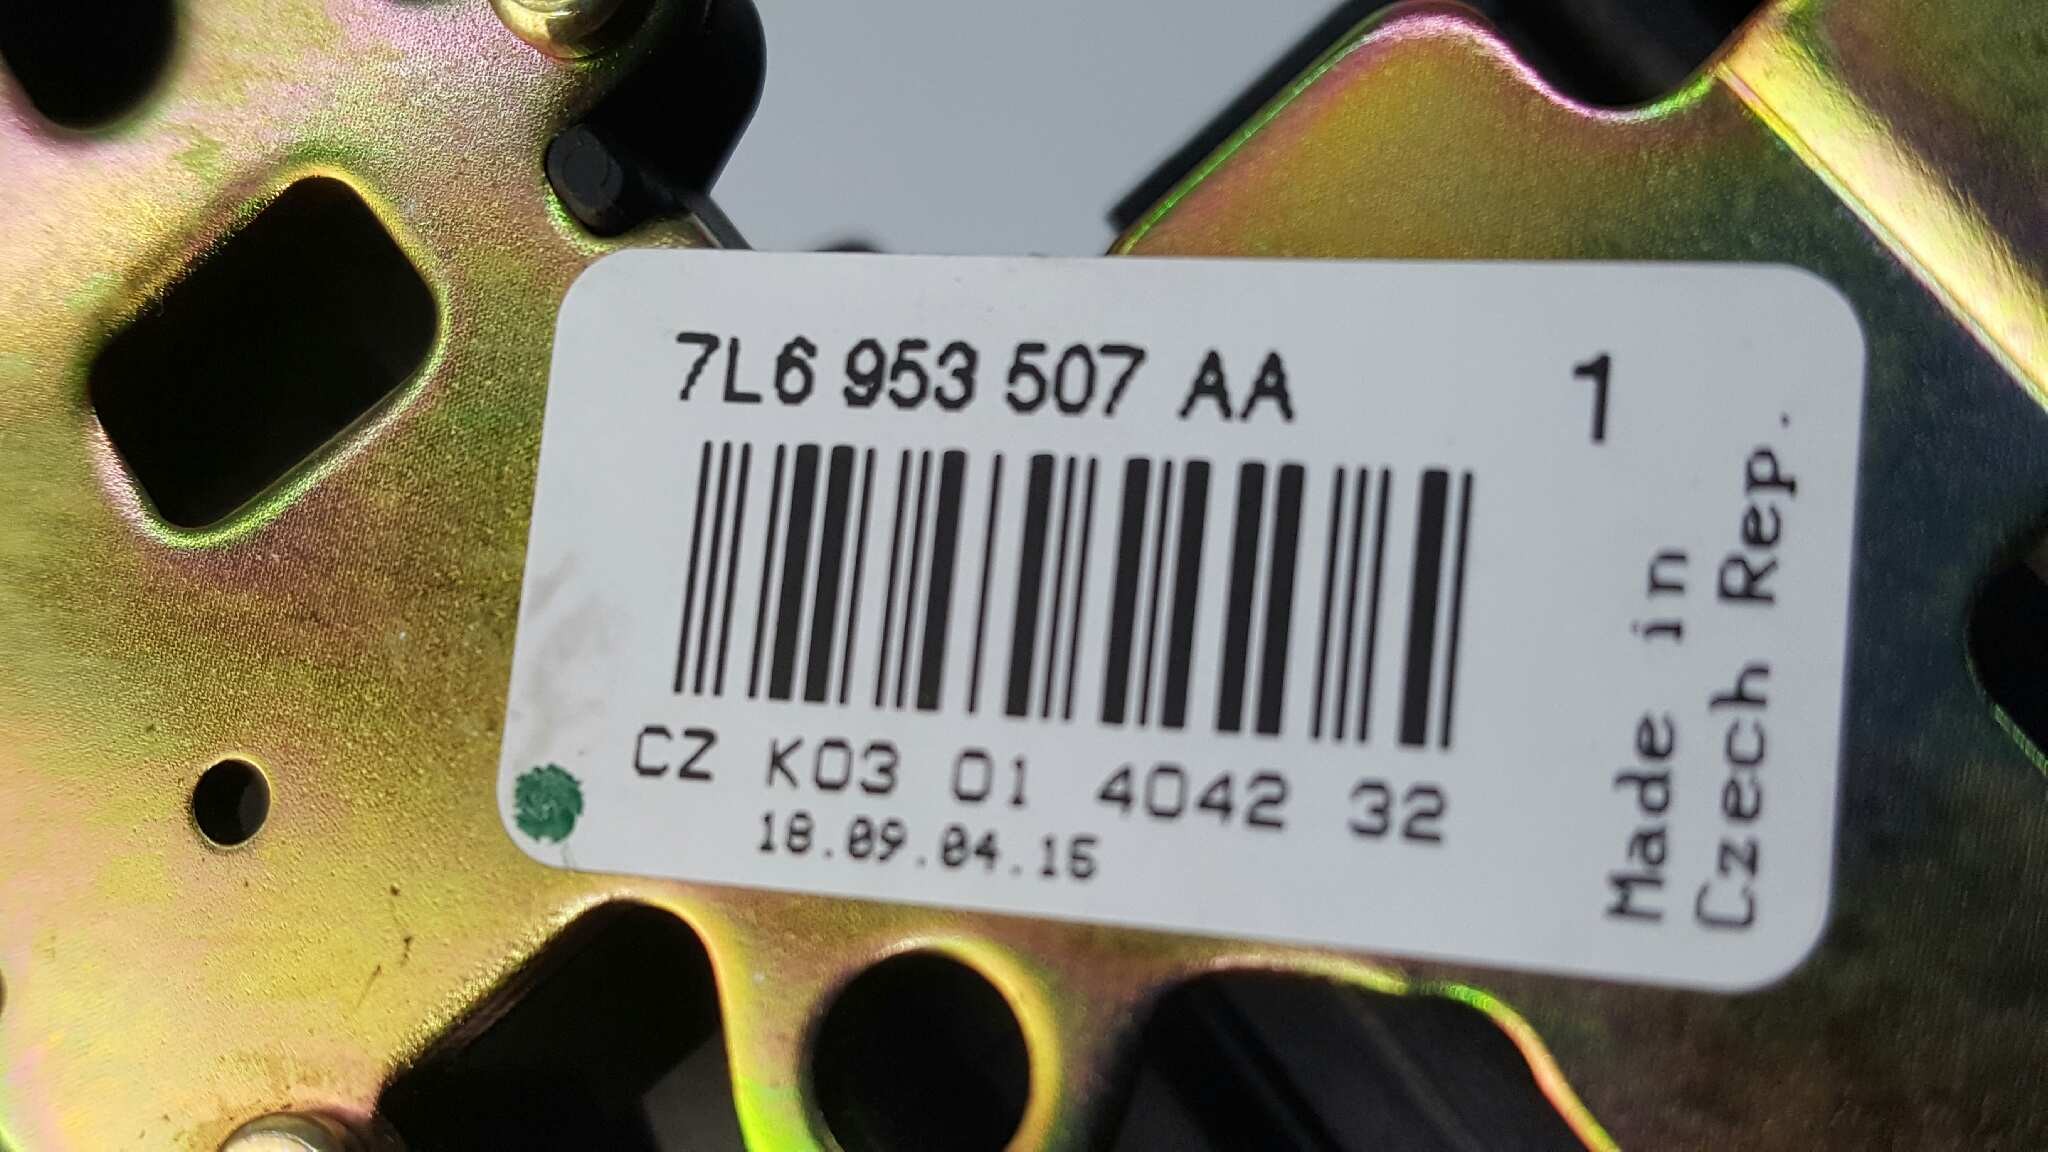 7L6 953 507 AA 1
CZ K03 01 4042 32
18.09.04.15
Made in
Czech Rep.